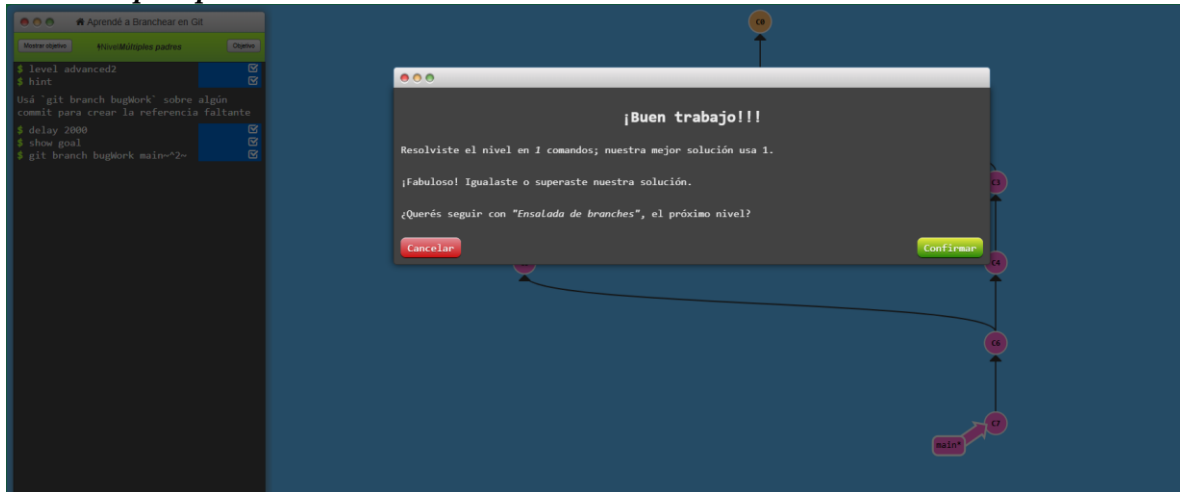 Aprendé a Branchear en Git
Mostrar objetivo
Nivel Múltiples padres
Objetivo
$ level advanced2
$ hint
Usá `git branch bugWork` sobre algún
commit para crear la referencia faltante
$ delay 2000
$ show goal
$ git branch bugWork main~^2~
¡Buen trabajo!!!
Resolviste el nivel en 1 comandos; nuestra mejor solución usa 1.
¡Fabuloso! Igualaste o superaste nuestra solución.
¿Querés seguir con "Ensalada de branches", el próximo nivel?
Cancelar
Confirmar
C0
C3
C4
C6
C7
main*